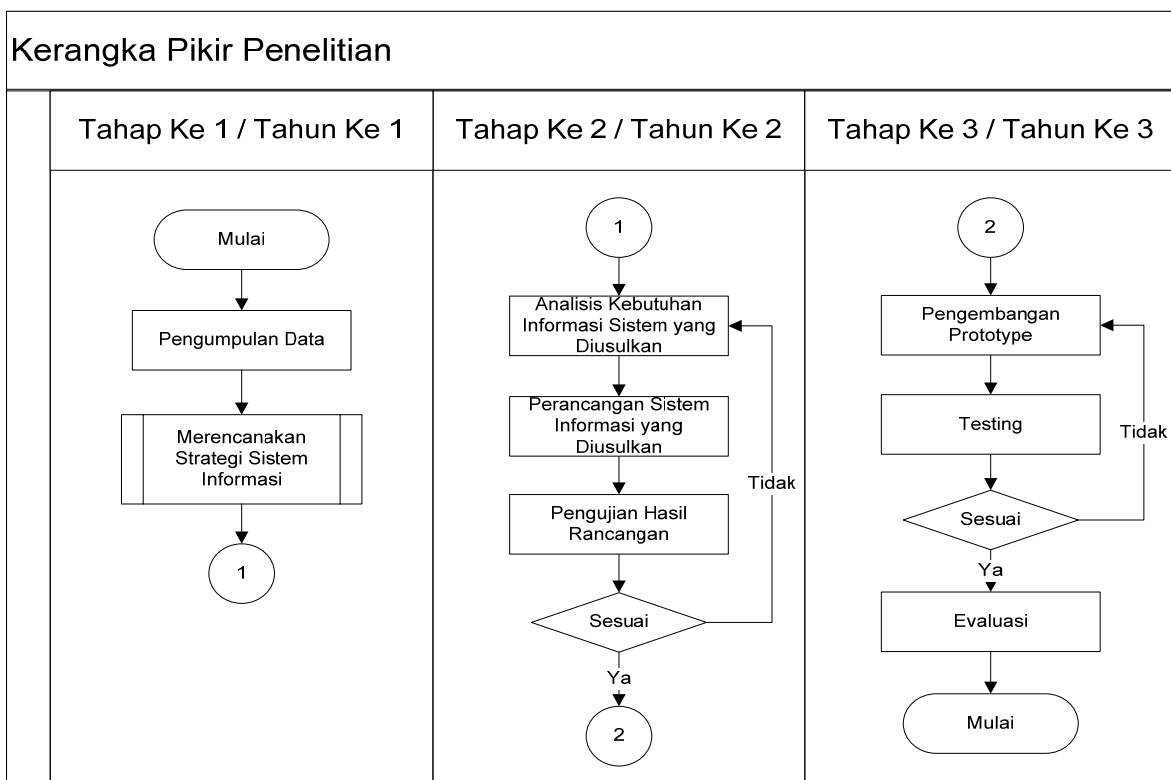 Kerangka Pikir Penelitian
Tahap Ke 1 / Tahun Ke 1
Mulai
Pengumpulan Data
Merencanakan
Strategi Sistem
Informasi
1
Tahap Ke 2 / Tahun Ke 2
1
Analisis Kebutuhan
Informasi Sistem yang
Diusulkan
Perancangan Sistem
Informasi yang
Diusulkan
Pengujian Hasil
Rancangan
Tidak
Sesuai
Ya
2
Tahap Ke 3 / Tahun Ke 3
2
Pengembangan
Prototype
Testing
Tidak
Sesuai
Ya
Evaluasi
Mulai